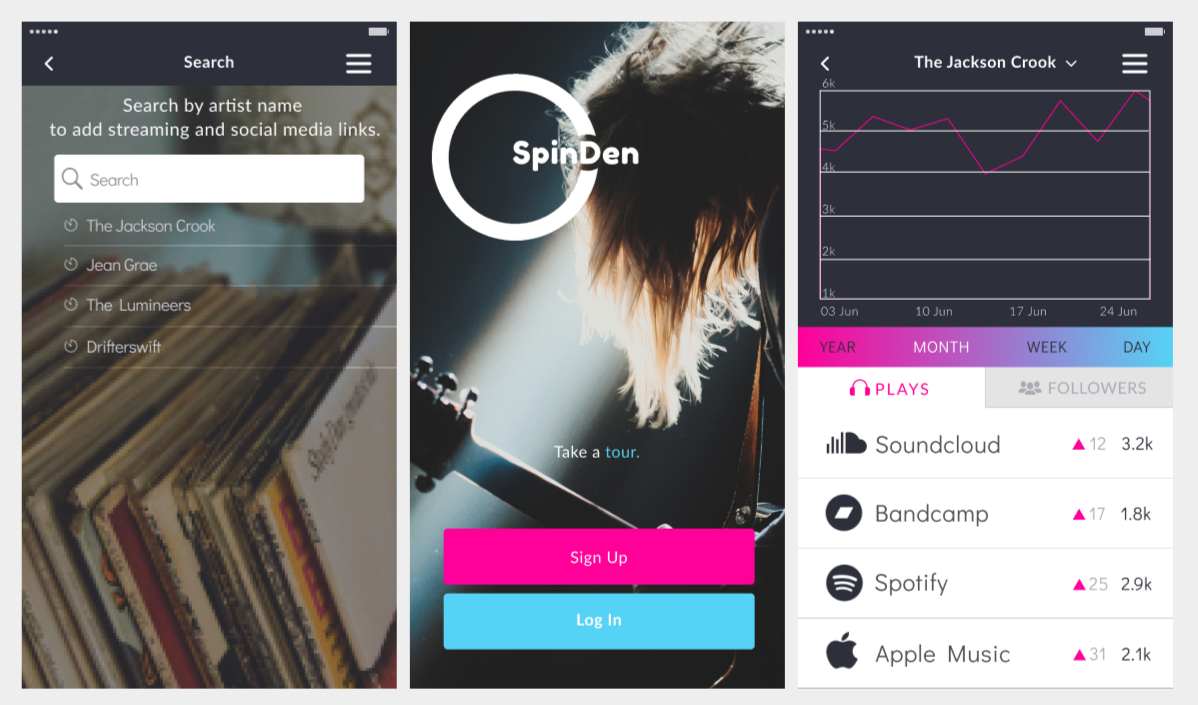 Search
Search by artist name
to add streaming and social media links.
Search
The Jackson Crook
Jean Grae
The Lumineers
Drifterswift
SpinDen
Take a tour.
Sign Up
Log In
The Jackson Crook
6k
5k
4k
3k
2k
1k
03 Jun 10 Jun 17 Jun 24 Jun
YEAR MONTH WEEK DAY
PLAYS FOLLOWERS
Soundcloud 12 3.2k
Bandcamp 17 1.8k
Spotify 25 2.9k
Apple Music 31 2.1k